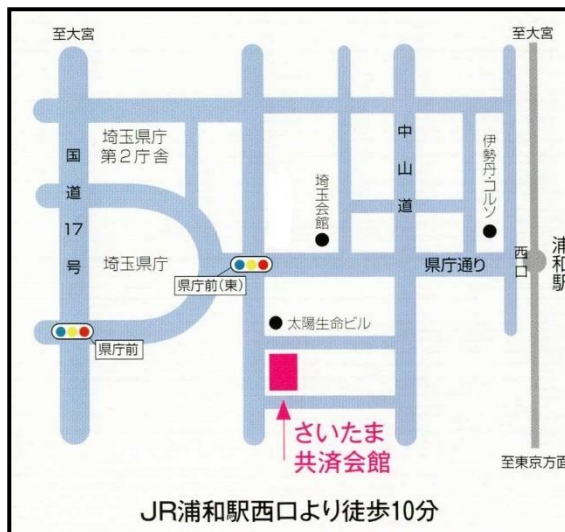 至大宮
至大宮
埼玉県庁
第2庁舎
国道17号
中山道
伊勢丹・コルソ
埼玉会館
埼玉県庁
県庁通り
西口
浦和駅
県庁前(東)
太陽生命ビル
県庁前
さいたま
共済会館
至東京方面
JR浦和駅西口より徒歩10分